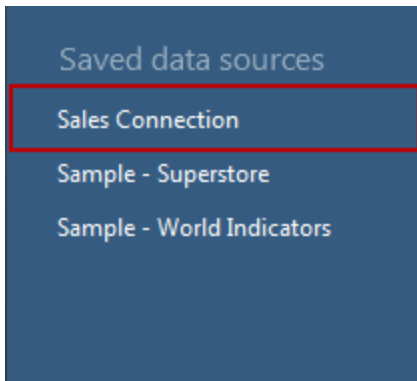 Saved data sources
Sales Connection
Sample - Superstore
Sample - World Indicators